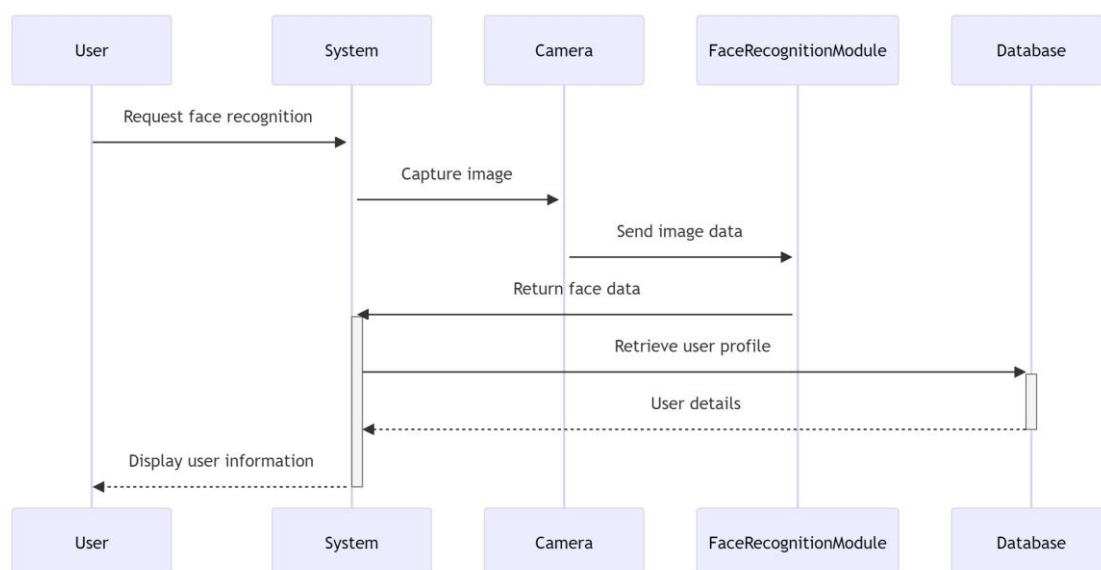 User
System
Camera
FaceRecognitionModule
Database
Request face recognition
Capture image
Send image data
Return face data
Retrieve user profile
User details
Display user information
User
System
Camera
FaceRecognitionModule
Database